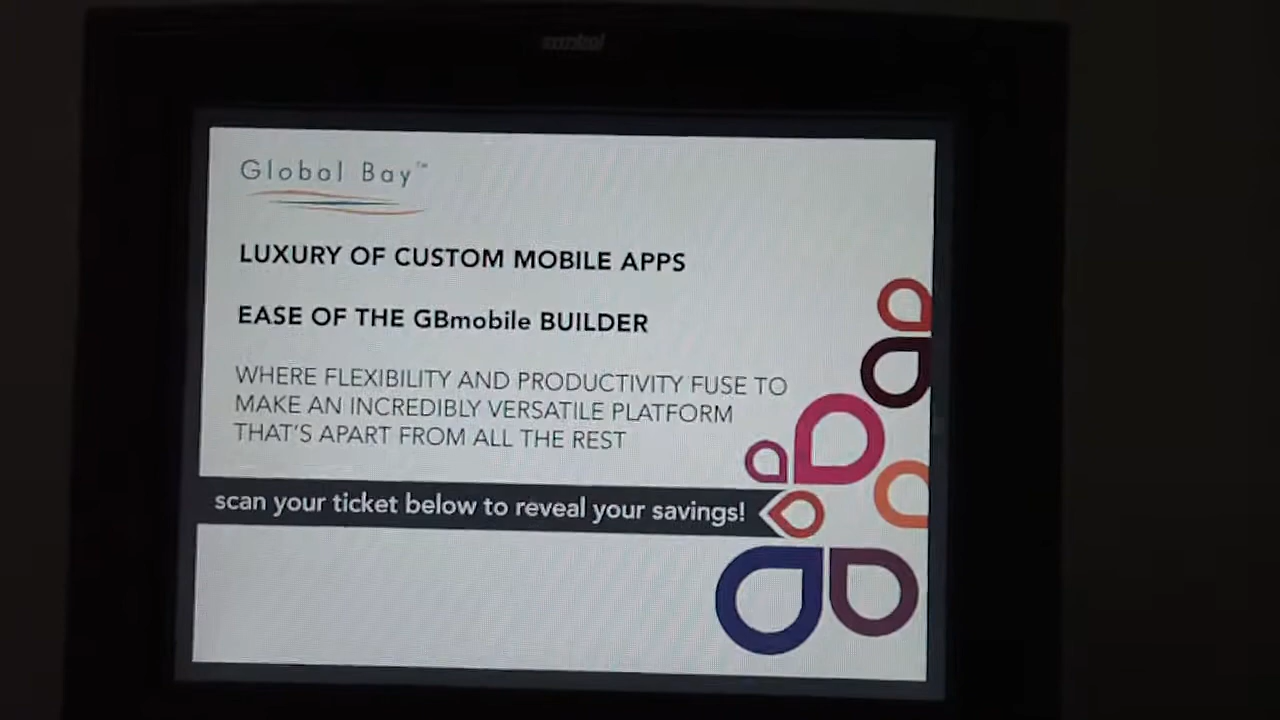 Global Bay™
LUXURY OF CUSTOM MOBILE APPS
EASE OF THE GBmobile BUILDER
WHERE FLEXIBILITY AND PRODUCTIVITY FUSE TO
MAKE AN INCREDIBLY VERSATILE PLATFORM
THAT'S APART FROM ALL THE REST
scan your ticket below to reveal your savings!